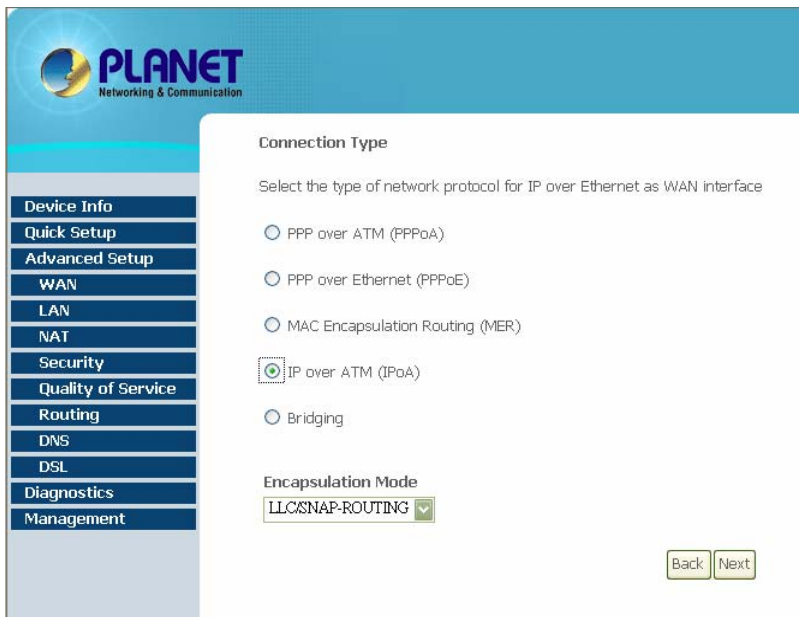 PLANET
Networking & Communication
Device Info
Quick Setup
Advanced Setup
WAN
LAN
NAT
Security
Quality of Service
Routing
DNS
DSL
Diagnostics
Management
Connection Type
Select the type of network protocol for IP over Ethernet as WAN interface
PPP over ATM (PPPoA)
PPP over Ethernet (PPPoE)
MAC Encapsulation Routing (MER)
IP over ATM (IPoA)
Bridging
Encapsulation Mode
LLC/SNAP-ROUTING
Back Next